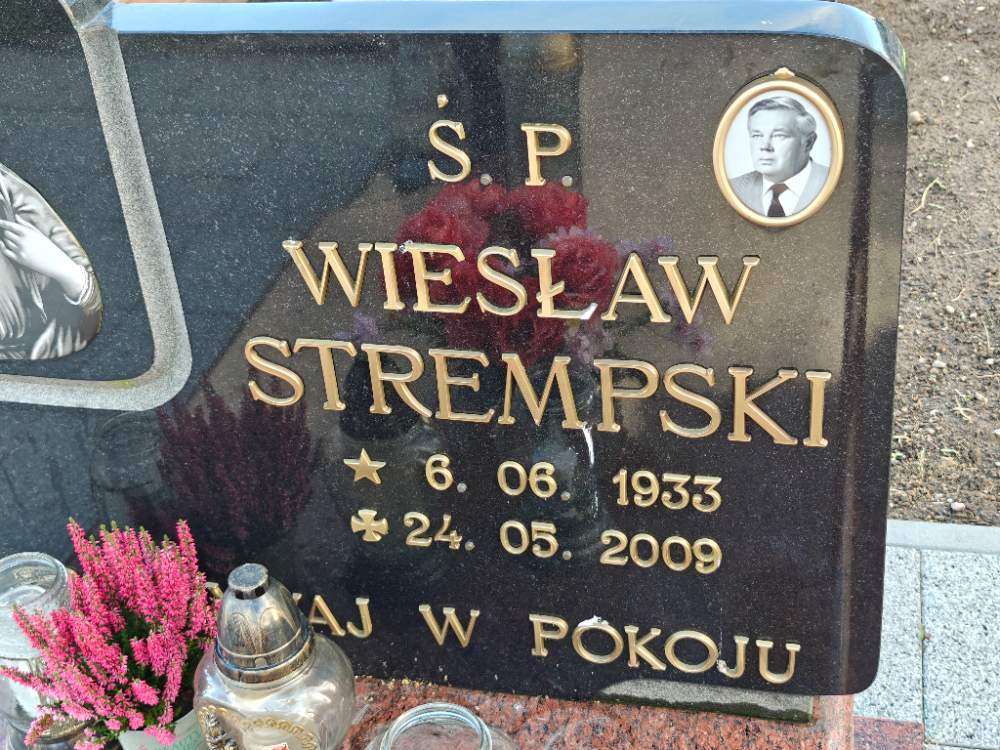 Ś. P.
WIESŁAW
STREMPSKI
6. 06. 1933
24. 05. 2009
W POKOJU